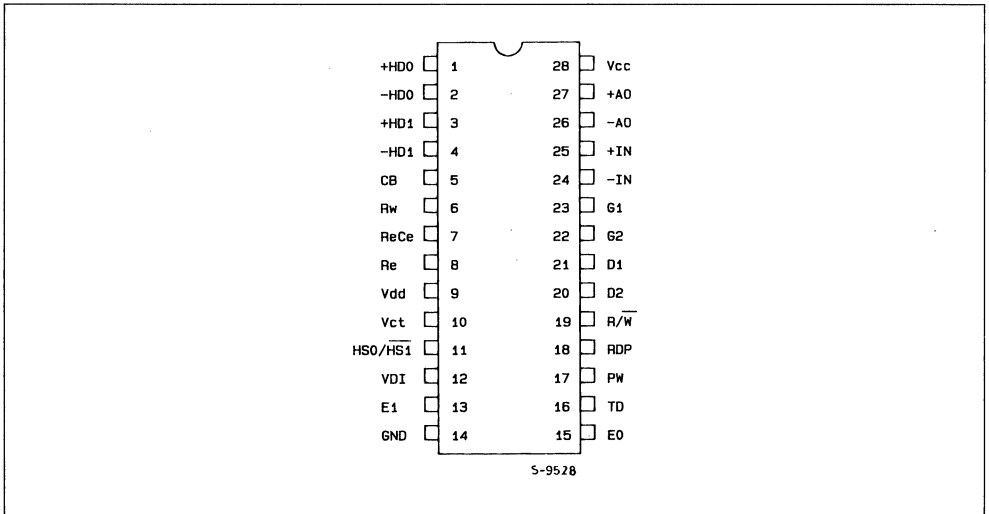 +HD0 1 28 Vcc
-HD0 2 27 +A0
+HD1 3 26 -A0
-HD1 4 25 +IN
CB 5 24 -IN
Rw 6 23 G1
ReCe 7 22 G2
Re 8 21 D1
Vdd 9 20 D2
Vct 10 19 R/W̅
HS0/H̅S̅1̅ 11 18 RDP
VDI 12 17 PW
E1 13 16 TD
GND 14 15 E0
S-9528